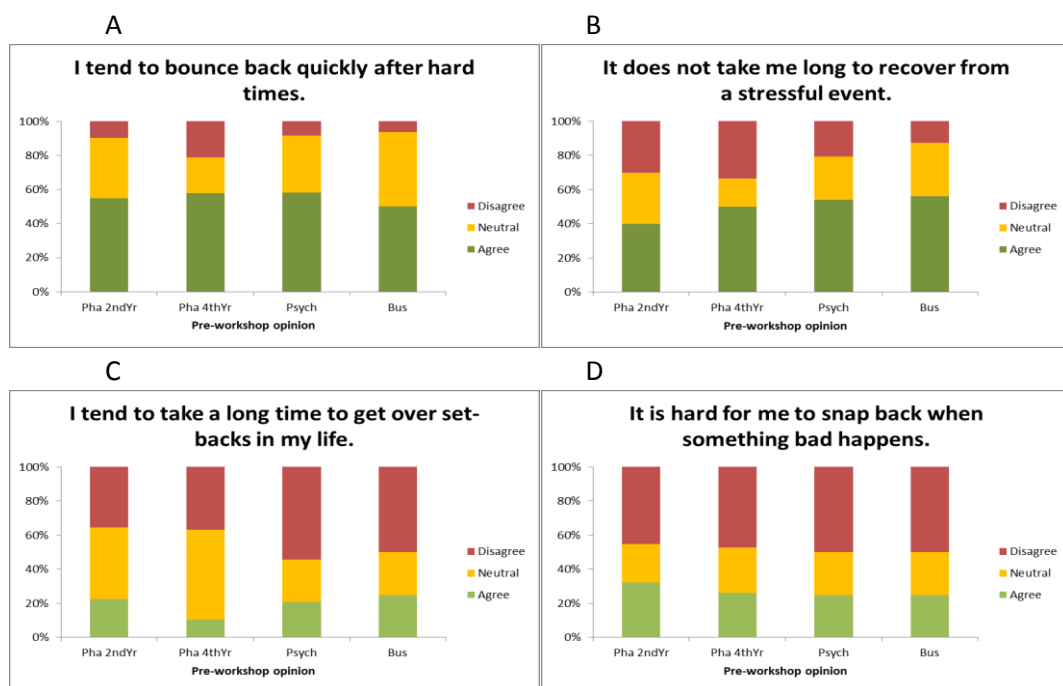 A
B
I tend to bounce back quickly after hard
times.
100%
80%
60%
40%
20%
0%
Disagree
Neutral
Agree
Pha 2ndYr Pha 4thYr Psych Bus
Pre-workshop opinion
It does not take me long to recover from
a stressful event.
100%
80%
60%
40%
20%
0%
Disagree
Neutral
Agree
Pha 2ndYr Pha 4thYr Psych Bus
Pre-workshop opinion
C
D
I tend to take a long time to get over set-
backs in my life.
100%
80%
60%
40%
20%
0%
Disagree
Neutral
Agree
Pha 2ndYr Pha 4thYr Psych Bus
Pre-workshop opinion
It is hard for me to snap back when
something bad happens.
100%
80%
60%
40%
20%
0%
Disagree
Neutral
Agree
Pha 2ndYr Pha 4thYr Psych Bus
Pre-workshop opinion